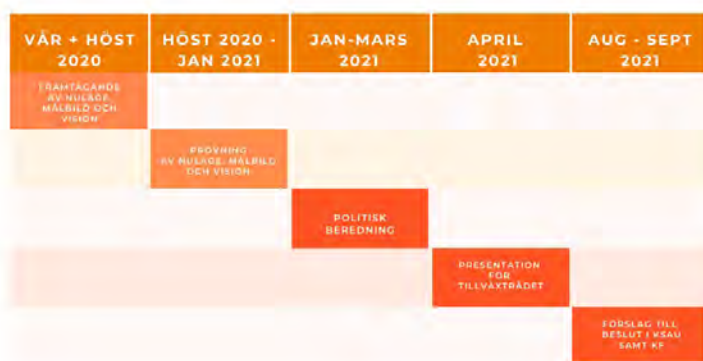 VÅR + HÖST
2020
HÖST 2020 -
JAN 2021
JAN-MARS
2021
APRIL
2021
AUG - SEPT
2021
FRAMTAGANDE
AV NULÄGE,
MÅLBILD OCH
VISION
PRÖVNING
AV NULÄGE, MÅLBILD
OCH VISION
POLITISK
BEREDNING
PRESENTATION
FÖR
TILLVÄXTRÅDET
FÖRSLAG TILL
BESLUT I KSAU
SAMT KF